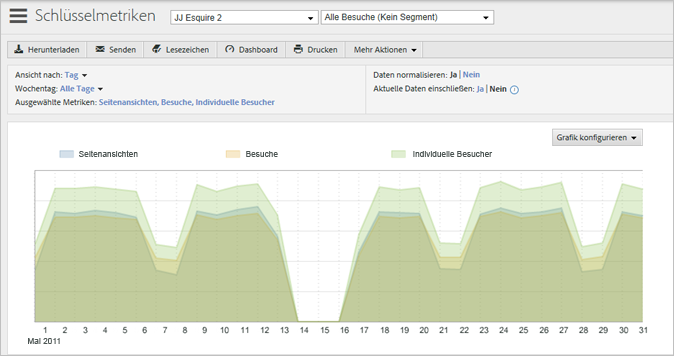 Schlüsselmetriken JJ Esquire 2 Alle Besuche (Kein Segment)
Herunterladen Senden Lesezeichen Dashboard Drucken Mehr Aktionen
Ansicht nach: Tag
Daten normalisieren: Ja | Nein
Wochentag: Alle Tage
Aktuelle Daten einschließen: Ja | Nein
Ausgewählte Metriken: Seitenansichten, Besuche, Individuelle Besucher
Grafik konfigurieren
Seitenansichten Besuche Individuelle Besucher
1 2 3 4 5 6 7 8 9 10 11 12 13 14 15 16 17 18 19 20 21 22 23 24 25 26 27 28 29 30 31
Mai 2011